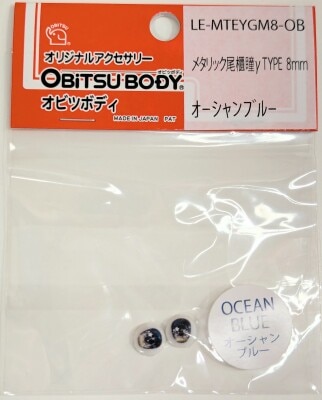 OBITSU
オリジナルアクセサリー
OBITSU BODY®
オビツボディ
オビツボディ
MADE IN JAPAN PAT
LE-MTEYGM8-OB
メタリック尾櫃瞳γTYPE 8mm
オーシャンブルー
OCEAN
BLUE
オーシャン
ブルー